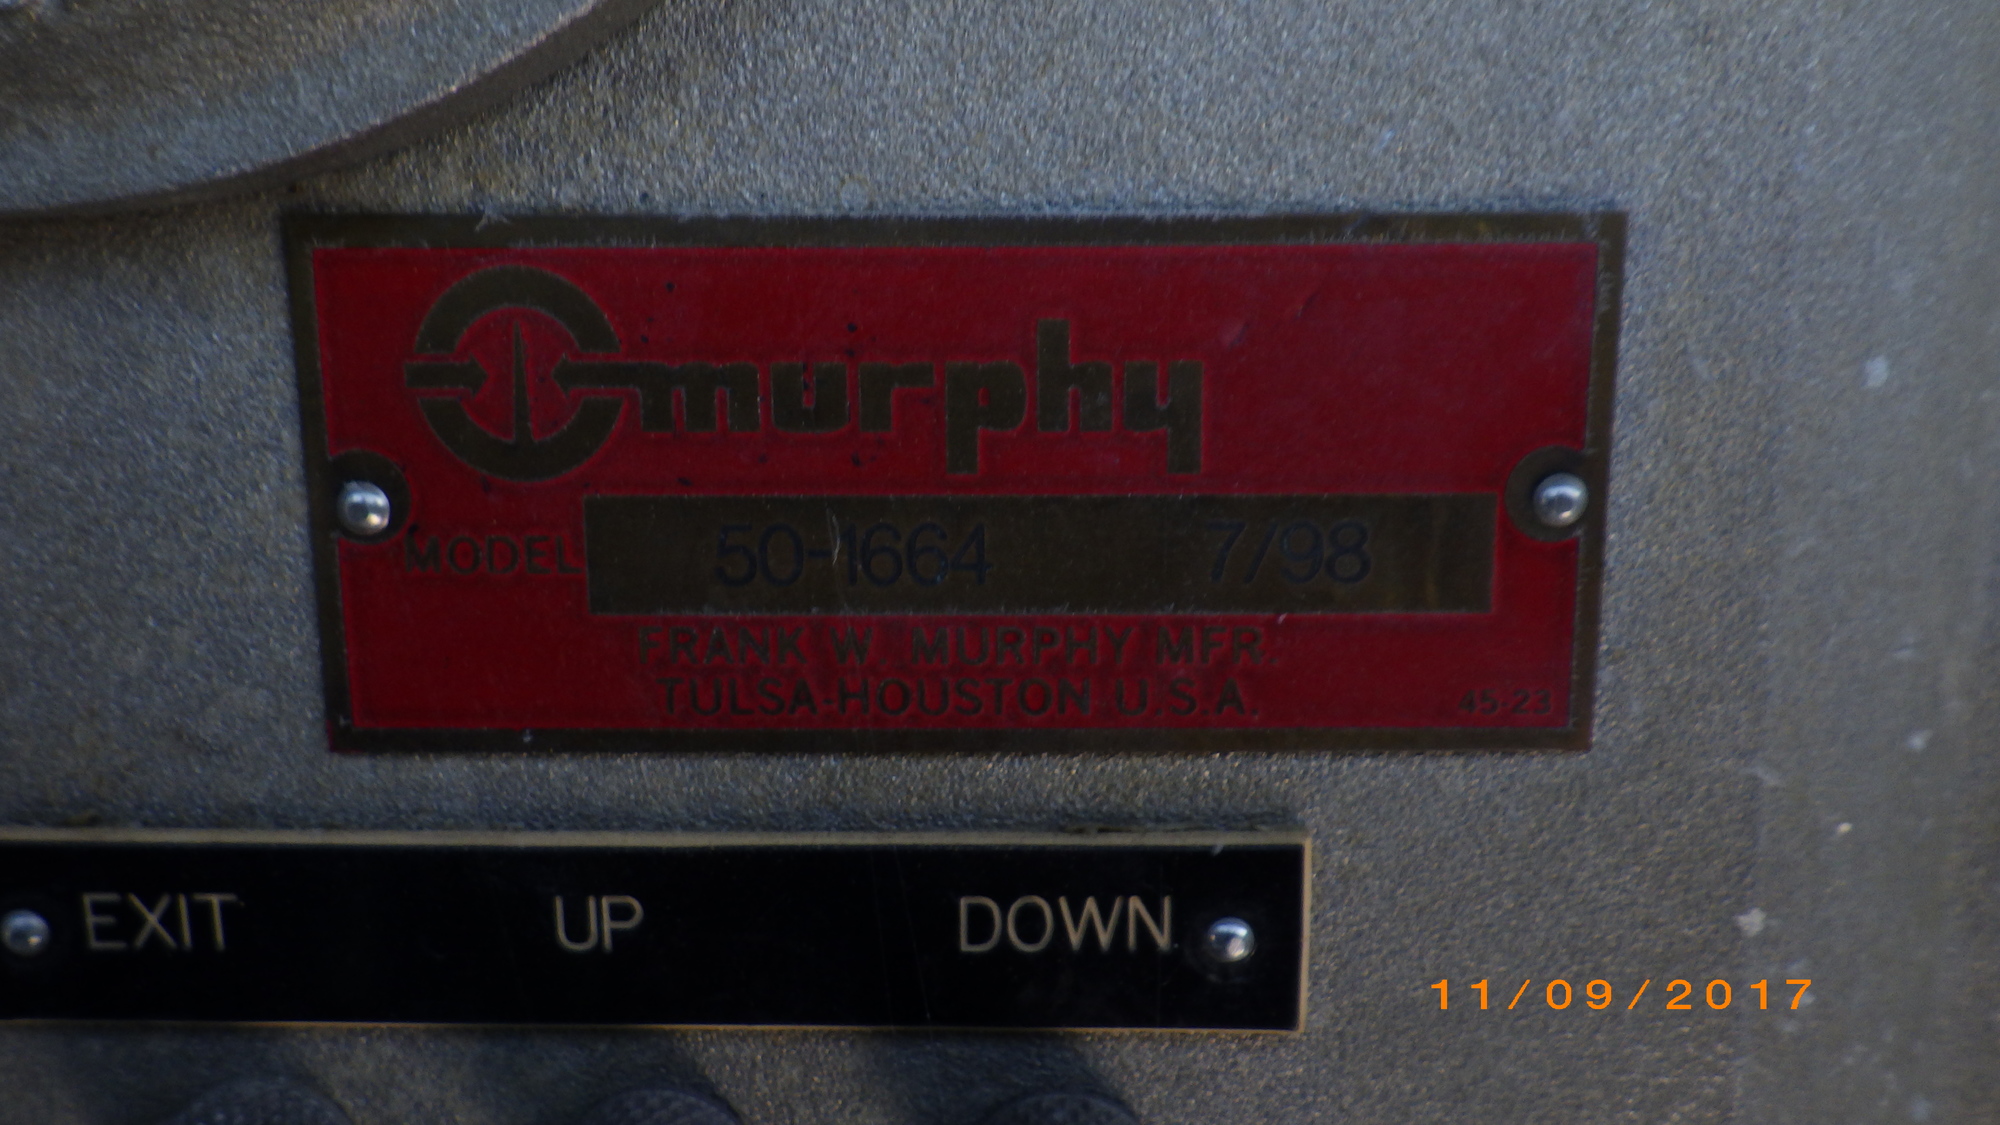 murphy
MODEL 50-1664 7/98
FRANK W. MURPHY MFR.
TULSA-HOUSTON U.S.A.
45-23
EXIT UP DOWN
11/09/2017